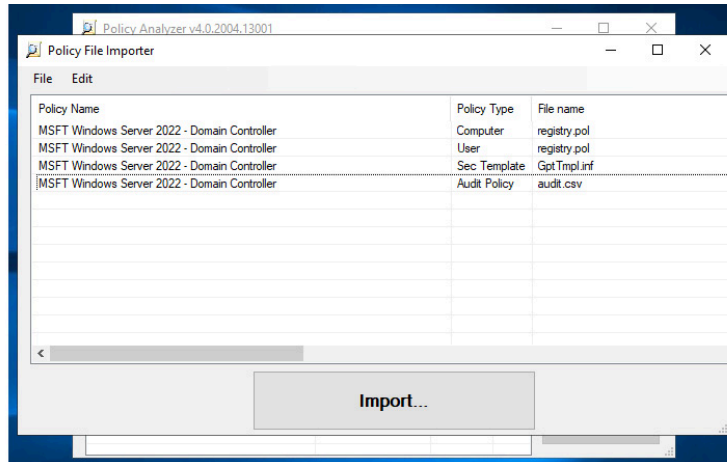 Policy Analyzer v4.0.2004.13001
Policy File Importer
File Edit
Policy Name Policy Type File name
MSFT Windows Server 2022 - Domain Controller Computer registry.pol
MSFT Windows Server 2022 - Domain Controller User registry.pol
MSFT Windows Server 2022 - Domain Controller Sec Template GptTmpl.inf
MSFT Windows Server 2022 - Domain Controller Audit Policy audit.csv
Import...